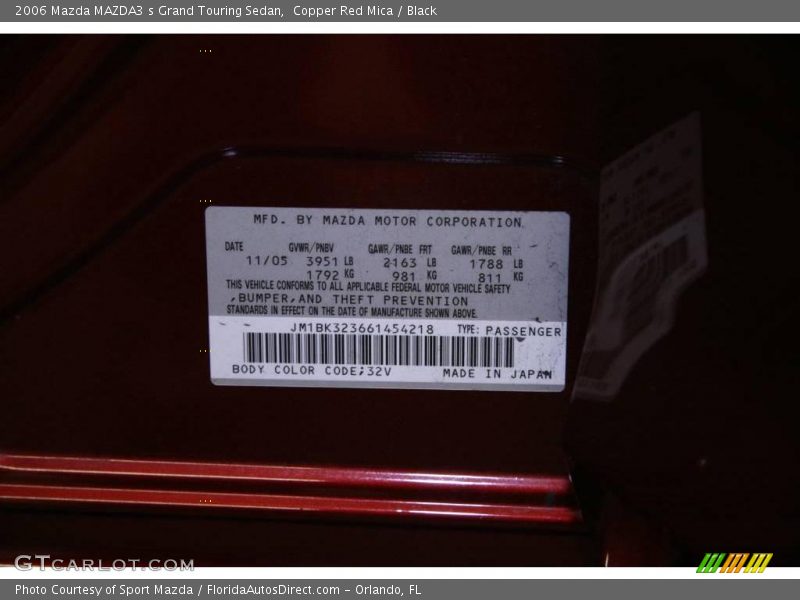 2006 Mazda MAZDA3 s Grand Touring Sedan,  Copper Red Mica / Black
MFD. BY MAZDA MOTOR CORPORATION
DATE GVWR/PNBV GAWR/PNBE FRT GAWR/PNBE RR
11/05 3951 LB 2163 LB 1788 LB
1792 KG 981 KG 811 KG
THIS VEHICLE CONFORMS TO ALL APPLICABLE FEDERAL MOTOR VEHICLE SAFETY
,BUMPER,AND THEFT PREVENTION
STANDARDS IN EFFECT ON THE DATE OF MANUFACTURE SHOWN ABOVE.
JM1BK323661454218 TYPE: PASSENGER
BODY COLOR CODE;32V MADE IN JAPAN
GTCARLOT.COM
Photo Courtesy of Sport Mazda / FloridaAutosDirect.com - Orlando, FL